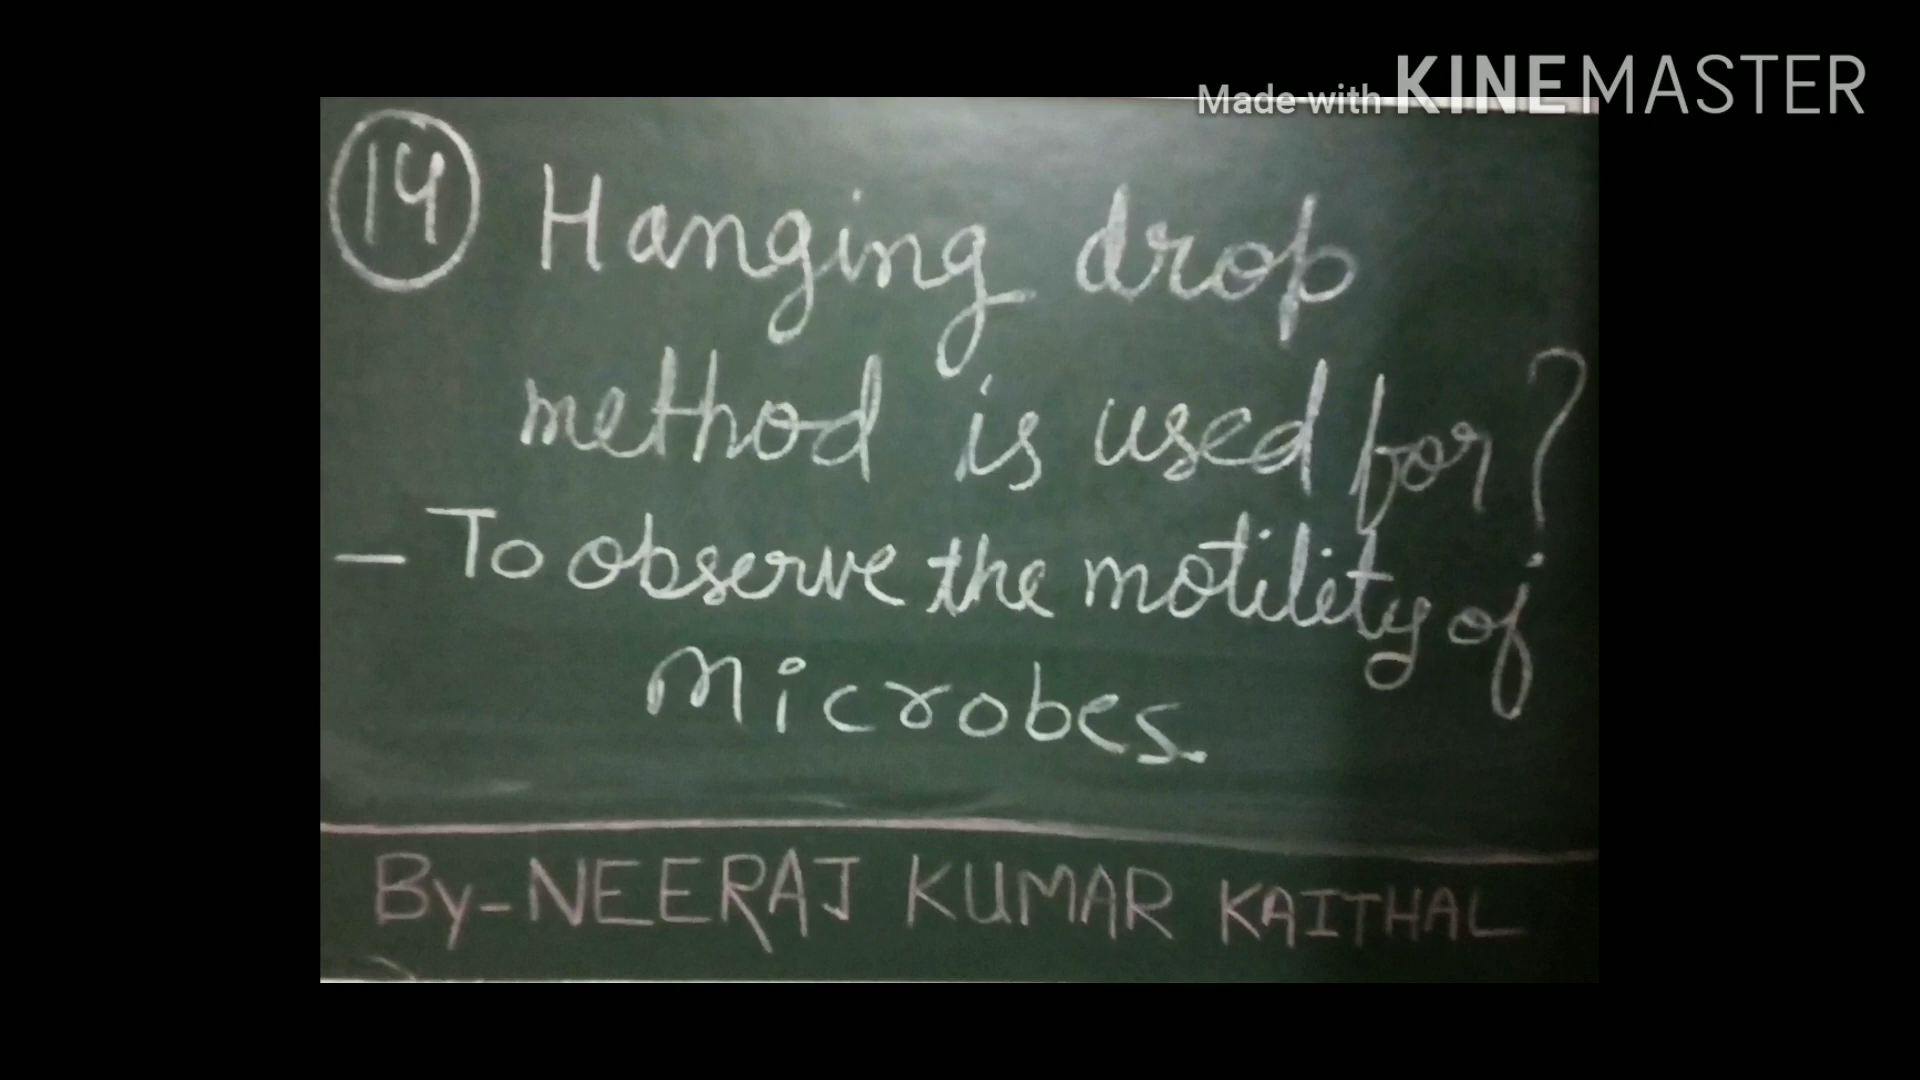 Made with KINEMASTER
14 Hanging drop
method is used for?
- To observe the motility of
Microbes
By-NEERAJ KUMAR KAITHAL